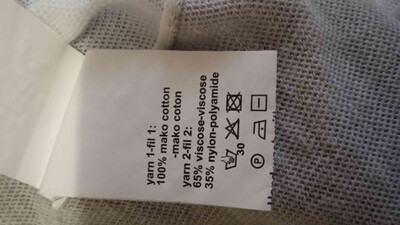 yarn 1-fil 1:
100% mako cotton
-mako coton
yarn 2-fil 2:
65% viscose-viscose
35% nylon-polyamide
30
P